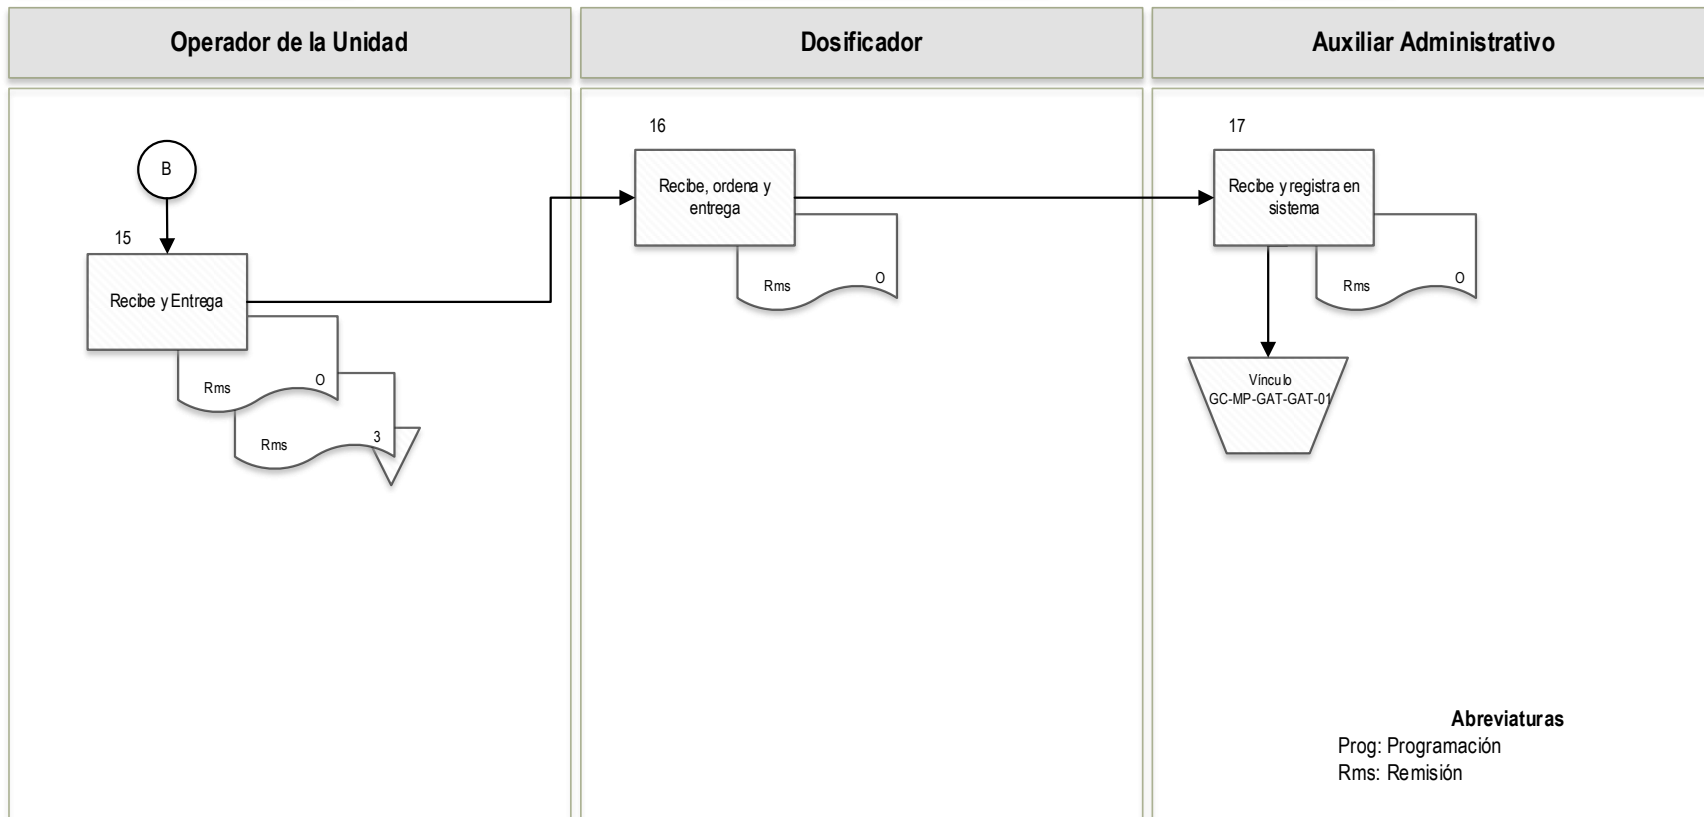 Operador de la Unidad
Dosificador
Auxiliar Administrativo
B
15
Recibe y Entrega
Rms
O
Rms
3
16
Recibe, ordena y
entrega
Rms
O
17
Recibe y registra en
sistema
Rms
O
Vínculo
GC-MP-GAT-GAT-01
Abreviaturas
Prog: Programación
Rms: Remisión